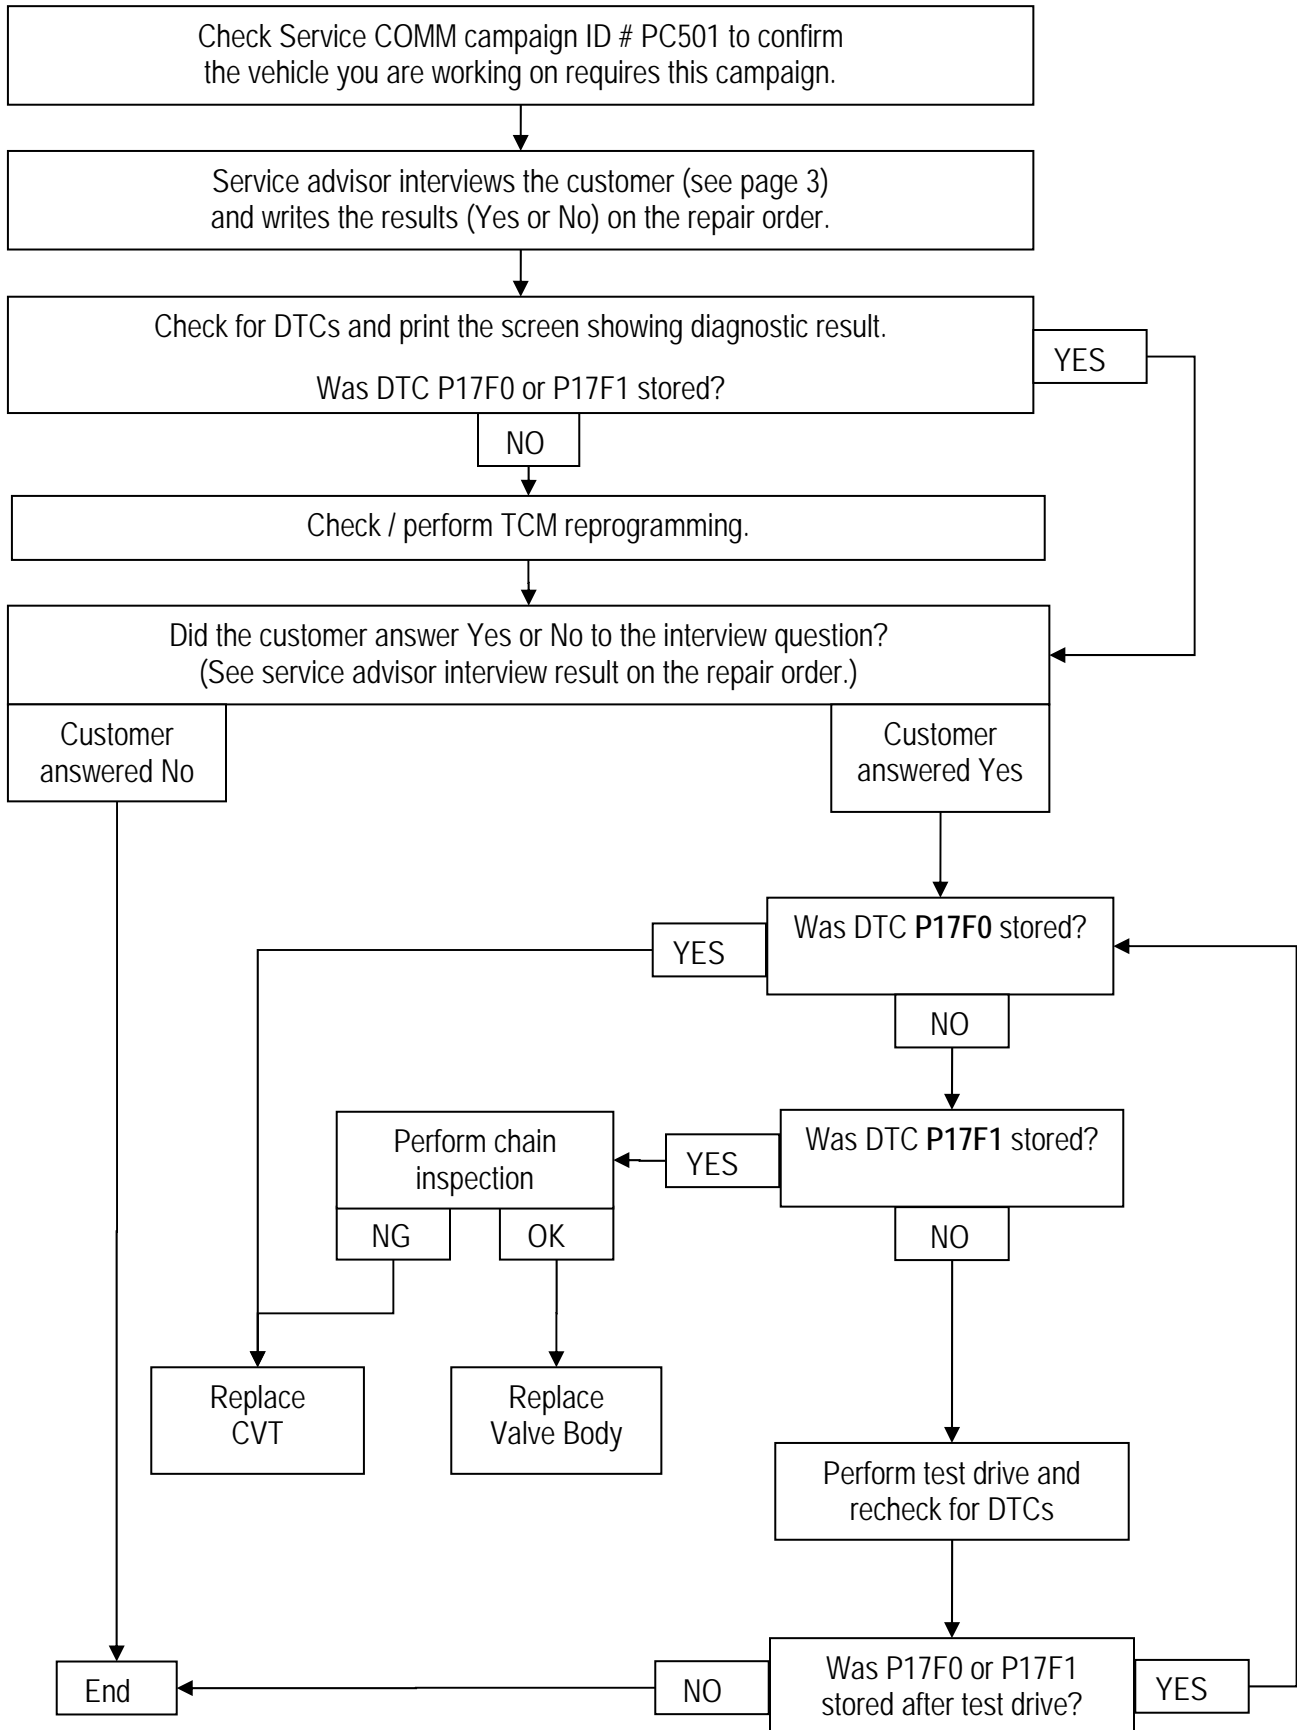 Check Service COMM campaign ID # PC501 to confirm
the vehicle you are working on requires this campaign.
Service advisor interviews the customer (see page 3)
and writes the results (Yes or No) on the repair order.
Check for DTCs and print the screen showing diagnostic result.
Was DTC P17F0 or P17F1 stored?
YES
NO
Check / perform TCM reprogramming.
Did the customer answer Yes or No to the interview question?
(See service advisor interview result on the repair order.)
Customer
answered No
Customer
answered Yes
Was DTC P17F0 stored?
YES
NO
Was DTC P17F1 stored?
YES
NO
Perform chain
inspection
NG
OK
Replace
CVT
Replace
Valve Body
Perform test drive and
recheck for DTCs
Was P17F0 or P17F1
stored after test drive?
YES
NO
End